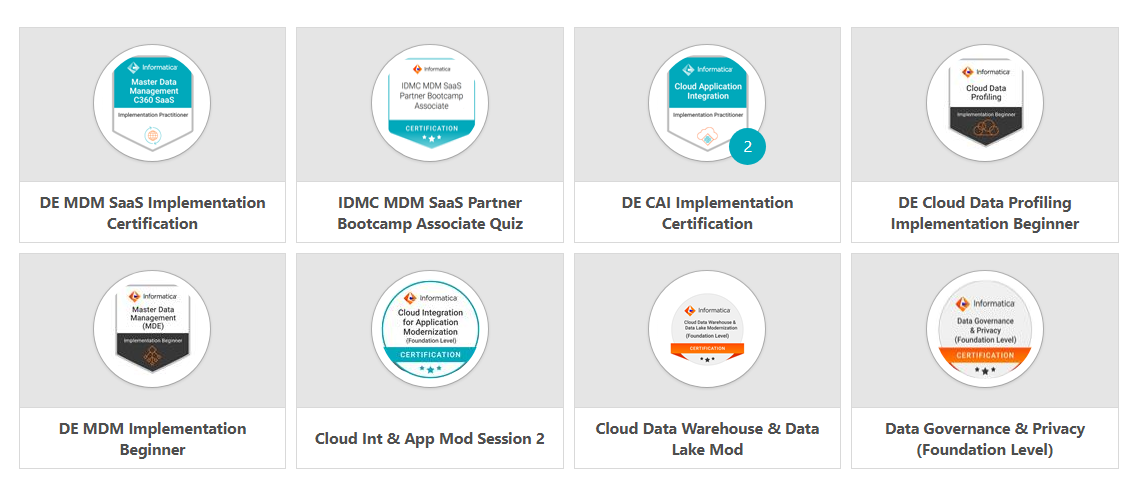 Informatica
Master Data
Management
C360 SaaS
Implementation Practitioner
DE MDM SaaS Implementation
Certification
Informatica
IDMC MDM SaaS
Partner Bootcamp
Associate
CERTIFICATION
IDMC MDM SaaS Partner
Bootcamp Associate Quiz
Informatica
Cloud Application
Integration
Implementation Practitioner
2
DE CAI Implementation
Certification
Informatica
Cloud Data
Profiling
Implementation Beginner
DE Cloud Data Profiling
Implementation Beginner
Informatica
Master Data
Management
(MDE)
Implementation Beginner
DE MDM Implementation
Beginner
Informatica
Cloud Integration
for Application
Modernization
(Foundation Level)
CERTIFICATION
Cloud Int & App Mod Session 2
Informatica
Cloud Data Warehouse &
Data Lake Modernization
(Foundation Level)
CERTIFICATION
Cloud Data Warehouse & Data
Lake Mod
Informatica
Data Governance
& Privacy
(Foundation Level)
CERTIFICATION
Data Governance & Privacy
(Foundation Level)